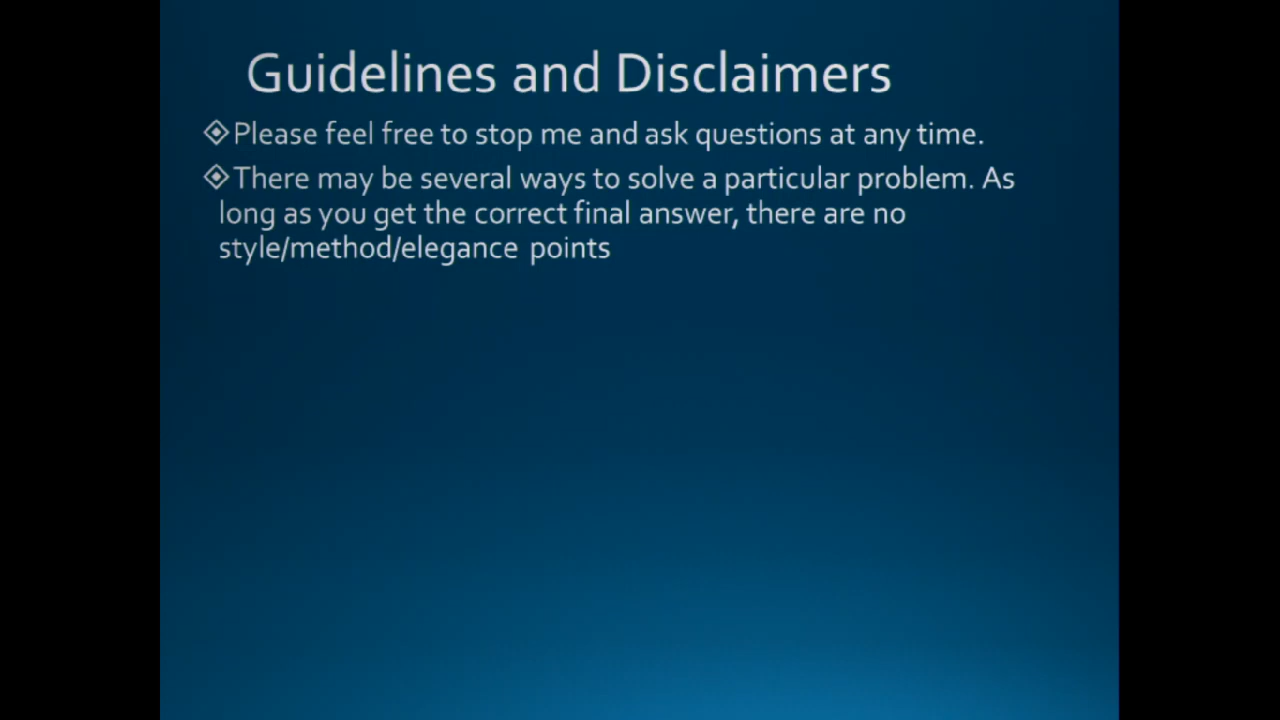 Guidelines and Disclaimers
Please feel free to stop me and ask questions at any time.
There may be several ways to solve a particular problem. As
long as you get the correct final answer, there are no
style/method/elegance points